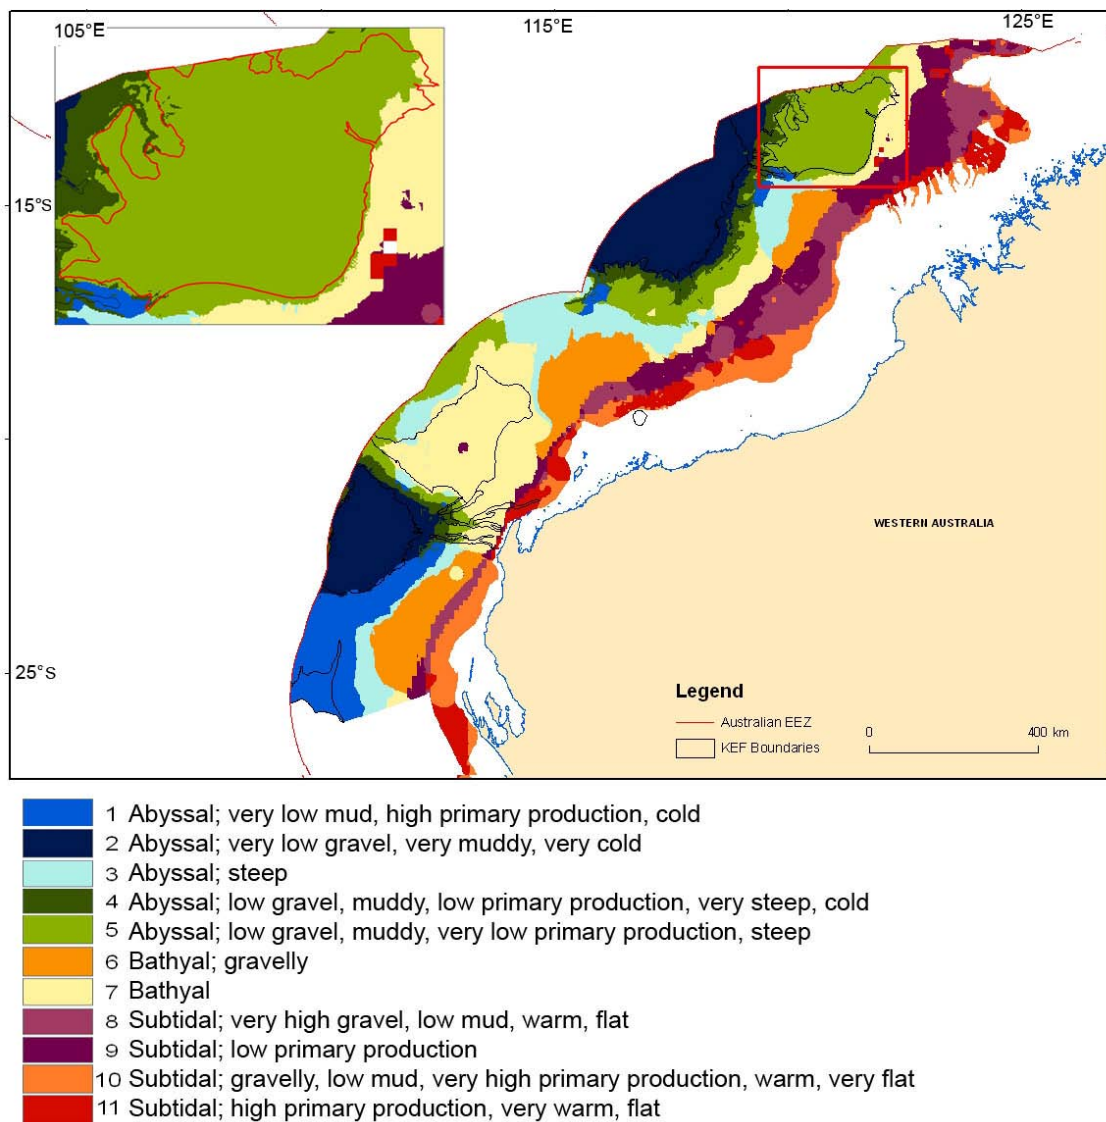 105°E
115°E
125°E
15°S
25°S
WESTERN AUSTRALIA
Legend
Australian EEZ
KEF Boundaries
0 400 km
1 Abyssal; very low mud, high primary production, cold
2 Abyssal; very low gravel, very muddy, very cold
3 Abyssal; steep
4 Abyssal; low gravel, muddy, low primary production, very steep, cold
5 Abyssal; low gravel, muddy, very low primary production, steep
6 Bathyal; gravelly
7 Bathyal
8 Subtidal; very high gravel, low mud, warm, flat
9 Subtidal; low primary production
10 Subtidal; gravelly, low mud, very high primary production, warm, very flat
11 Subtidal; high primary production, very warm, flat